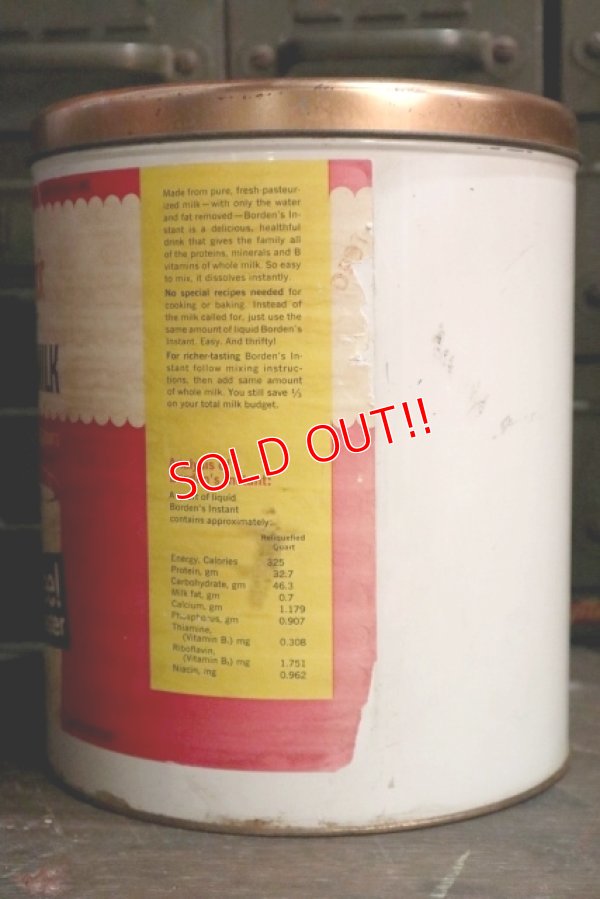 Made from pure, fresh pasteur-
ized milk—with only the water
and fat removed—Borden's In-
stant is a delicious, healthful
drink that gives the family all
of the proteins, minerals and B
vitamins of whole milk. So easy
to mix, it dissolves instantly.
No special recipes needed for
cooking or baking. Instead of
the milk called for, just use the
same amount of liquid Borden's
Instant. Easy. And thrifty!
For richer-tasting Borden's In-
stant follow mixing instruc-
tions, then add same amount
of whole milk. You still save ⅓
on your total milk budget.
SOLD OUT!!
of liquid
Borden's Instant
contains approximately:
Reliquefied
Quart
Energy, Calories 325
Protein, gm 32.7
Carbohydrate, gm 46.3
Milk fat, gm 0.7
Calcium, gm 1.179
Phosphorus, gm 0.907
Thiamine,
(Vitamin B₁) mg 0.308
Riboflavin,
(Vitamin B₂) mg 1.751
Niacin, mg 0.962